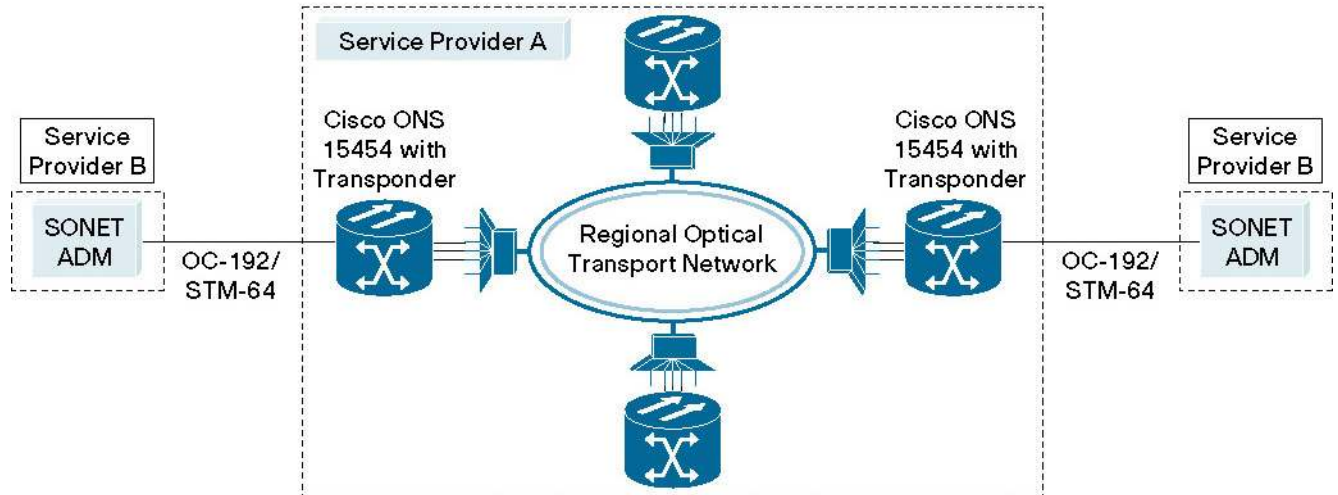 Service Provider A
Service
Provider B
SONET
ADM
OC-192/
STM-64
Cisco ONS
15454 with
Transponder
Regional Optical
Transport Network
Cisco ONS
15454 with
Transponder
OC-192/
STM-64
Service
Provider B
SONET
ADM